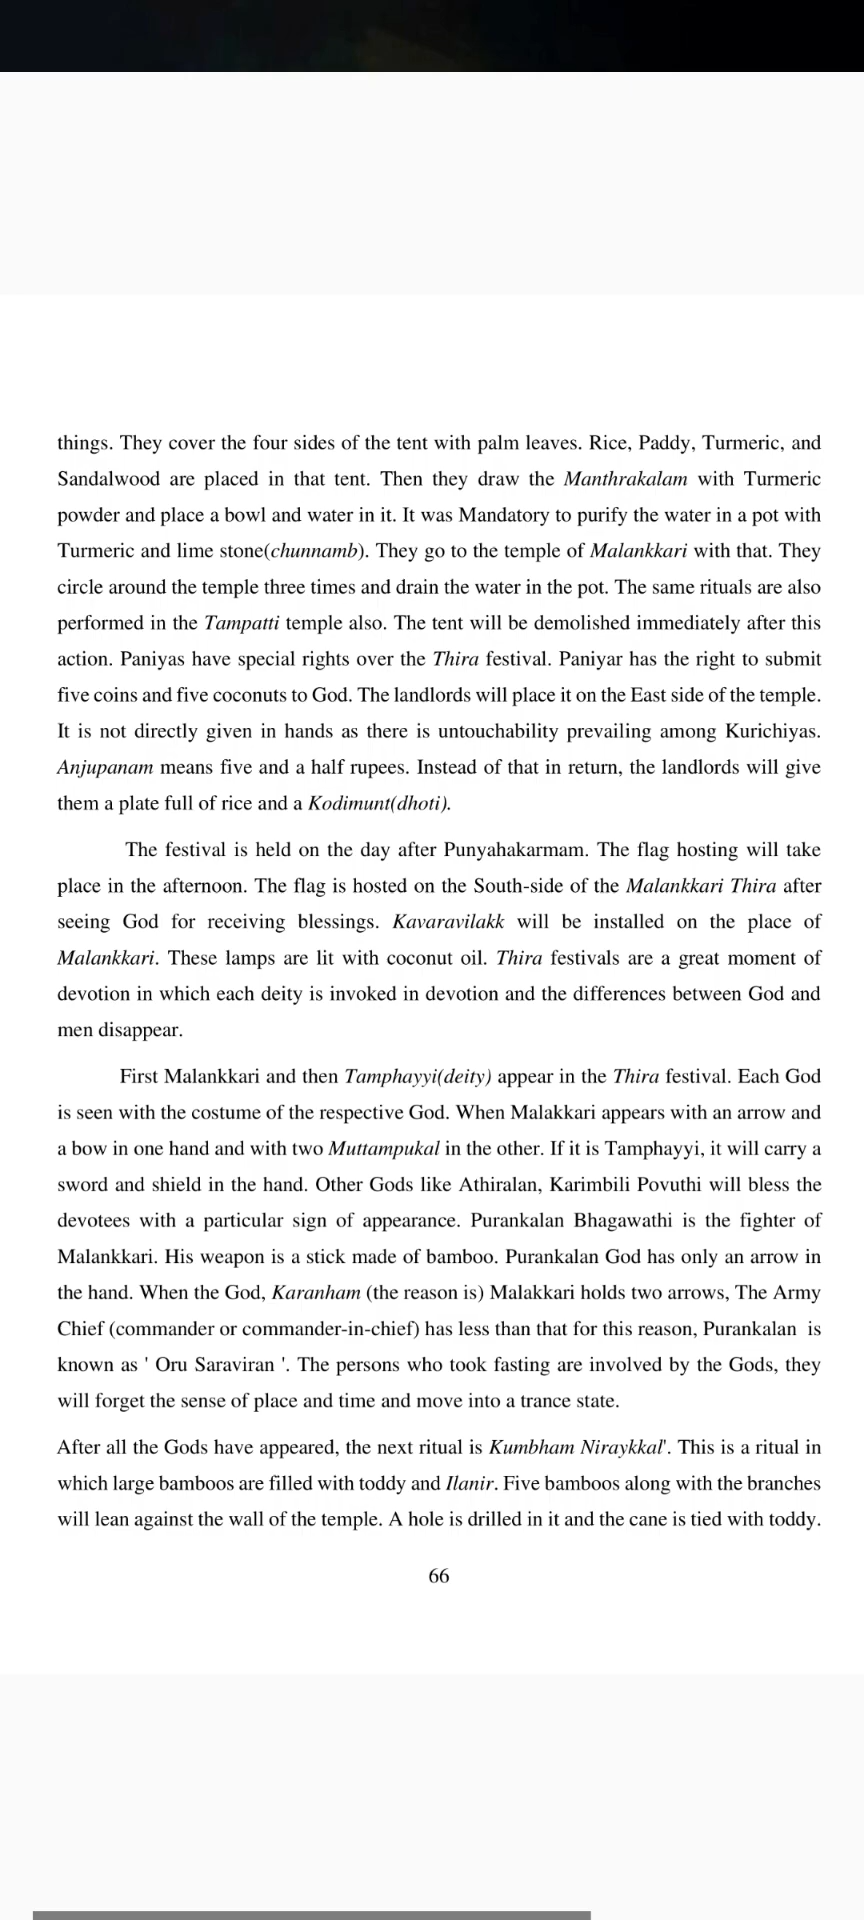 things. They cover the four sides of the tent with palm leaves. Rice, Paddy, Turmeric, and
Sandalwood are placed in that tent. Then they draw the Manthrakalam with Turmeric
powder and place a bowl and water in it. It was Mandatory to purify the water in a pot with
Turmeric and lime stone(chunnamb). They go to the temple of Malankkari with that. They
circle around the temple three times and drain the water in the pot. The same rituals are also
performed in the Tampatti temple also. The tent will be demolished immediately after this
action. Paniyas have special rights over the Thira festival. Paniyar has the right to submit
five coins and five coconuts to God. The landlords will place it on the East side of the temple.
It is not directly given in hands as there is untouchability prevailing among Kurichiyas.
Anjupanam means five and a half rupees. Instead of that in return, the landlords will give
them a plate full of rice and a Kodimunt(dhoti).
The festival is held on the day after Punyahakarmam. The flag hosting will take
place in the afternoon. The flag is hosted on the South-side of the Malankkari Thira after
seeing God for receiving blessings. Kavaravilakk will be installed on the place of
Malankkari. These lamps are lit with coconut oil. Thira festivals are a great moment of
devotion in which each deity is invoked in devotion and the differences between God and
men disappear.
First Malankkari and then Tamphayyi(deity) appear in the Thira festival. Each God
is seen with the costume of the respective God. When Malakkari appears with an arrow and
a bow in one hand and with two Muttampukal in the other. If it is Tamphayyi, it will carry a
sword and shield in the hand. Other Gods like Athiralan, Karimbili Povuthi will bless the
devotees with a particular sign of appearance. Purankalan Bhagawathi is the fighter of
Malankkari. His weapon is a stick made of bamboo. Purankalan God has only an arrow in
the hand. When the God, Karanham (the reason is) Malakkari holds two arrows, The Army
Chief (commander or commander-in-chief) has less than that for this reason, Purankalan is
known as ' Oru Saraviran '. The persons who took fasting are involved by the Gods, they
will forget the sense of place and time and move into a trance state.
After all the Gods have appeared, the next ritual is Kumbham Niraykkal'. This is a ritual in
which large bamboos are filled with toddy and Ilanir. Five bamboos along with the branches
will lean against the wall of the temple. A hole is drilled in it and the cane is tied with toddy.
66